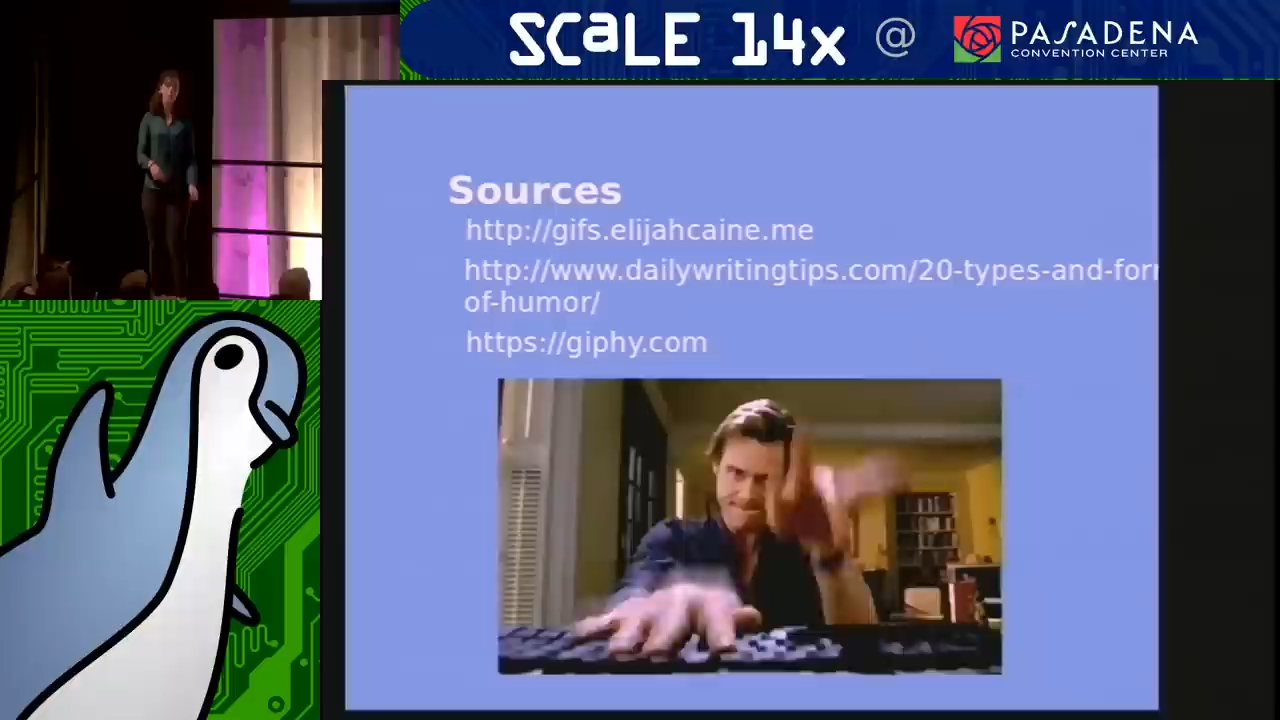 SCaLE 14x @ PASADENA
CONVENTION CENTER
Sources
http://gifs.elijahcaine.me
http://www.dailywritingtips.com/20-types-and-for
of-humor/
https://giphy.com